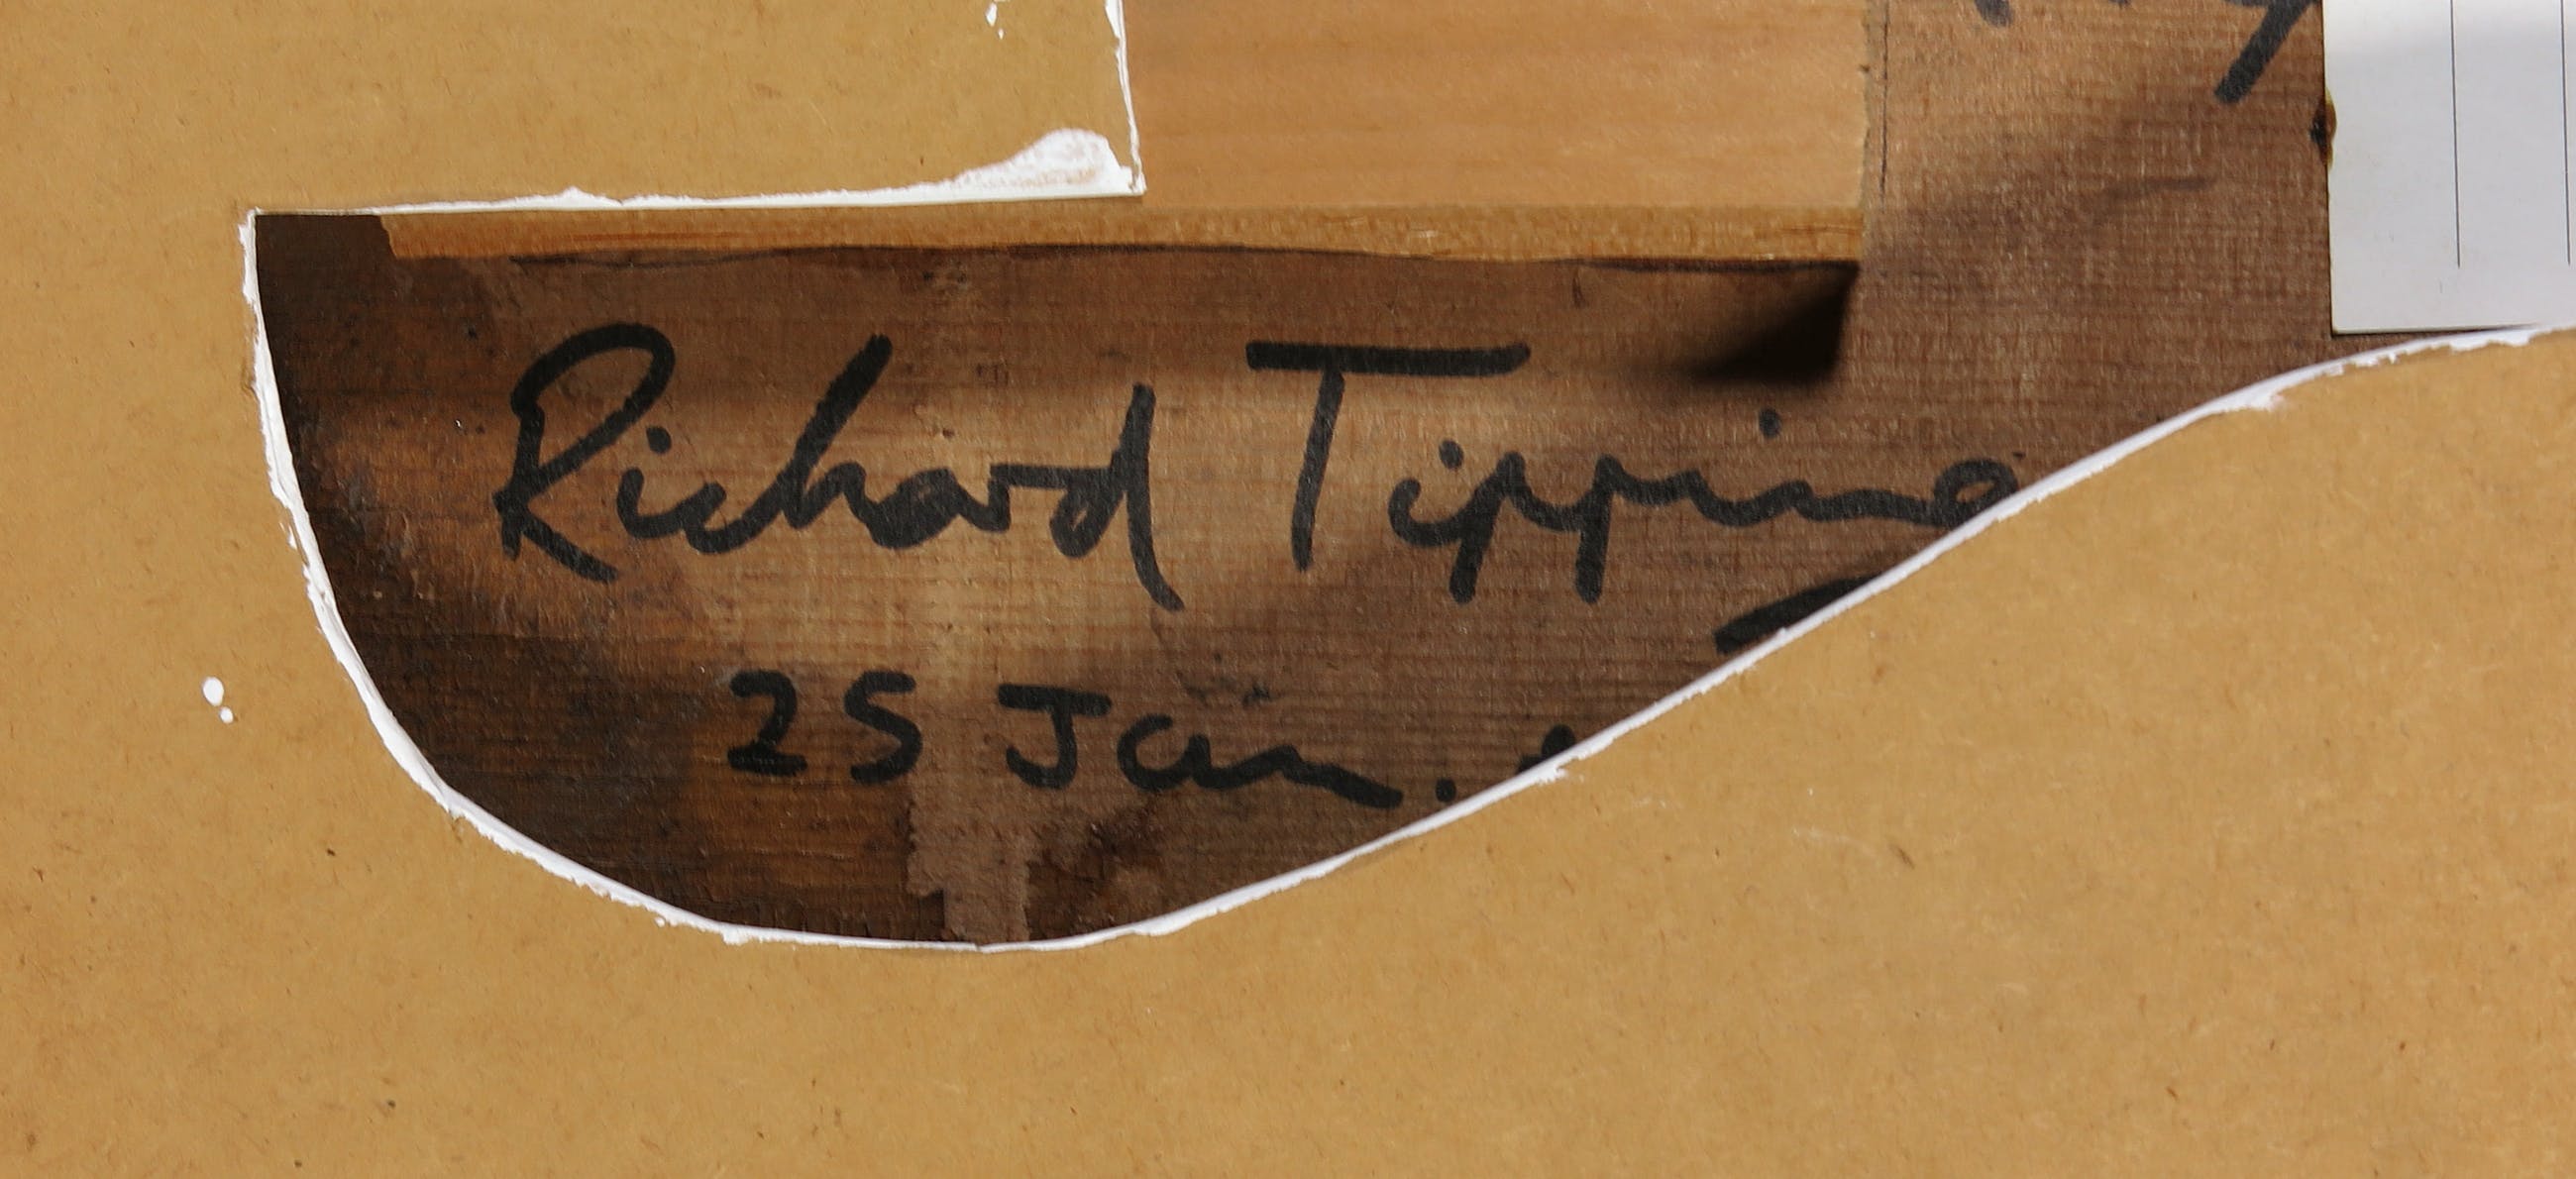 Richard Tipping
25 Jan.